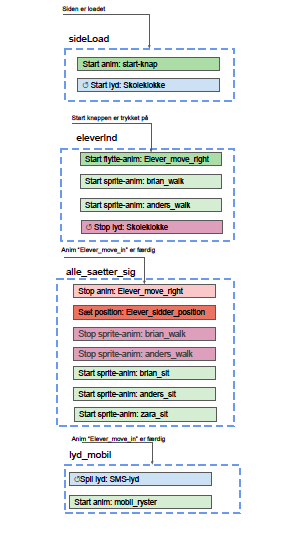 Siden er loadet
sideLoad
Start anim: start-knap
↺ Start lyd: Skoleklokke
Start knappen er trykket på
eleverInd
Start flytte-anim: Elever_move_right
Start sprite-anim: brian_walk
Start sprite-anim: anders_walk
↺ Stop lyd: Skoleklokke
Anim "Elever_move_in" er færdig
alle_saetter_sig
Stop anim: Elever_move_right
Sæt position: Elever_sidder_position
Stop sprite-anim: brian_walk
Stop sprite-anim: anders_walk
Start sprite-anim: brian_sit
Start sprite-anim: anders_sit
Start sprite-anim: zara_sit
Anim "Elever_move_in" er færdig
lyd_mobil
↺Spil lyd: SMS-lyd
Start anim: mobil_ryster